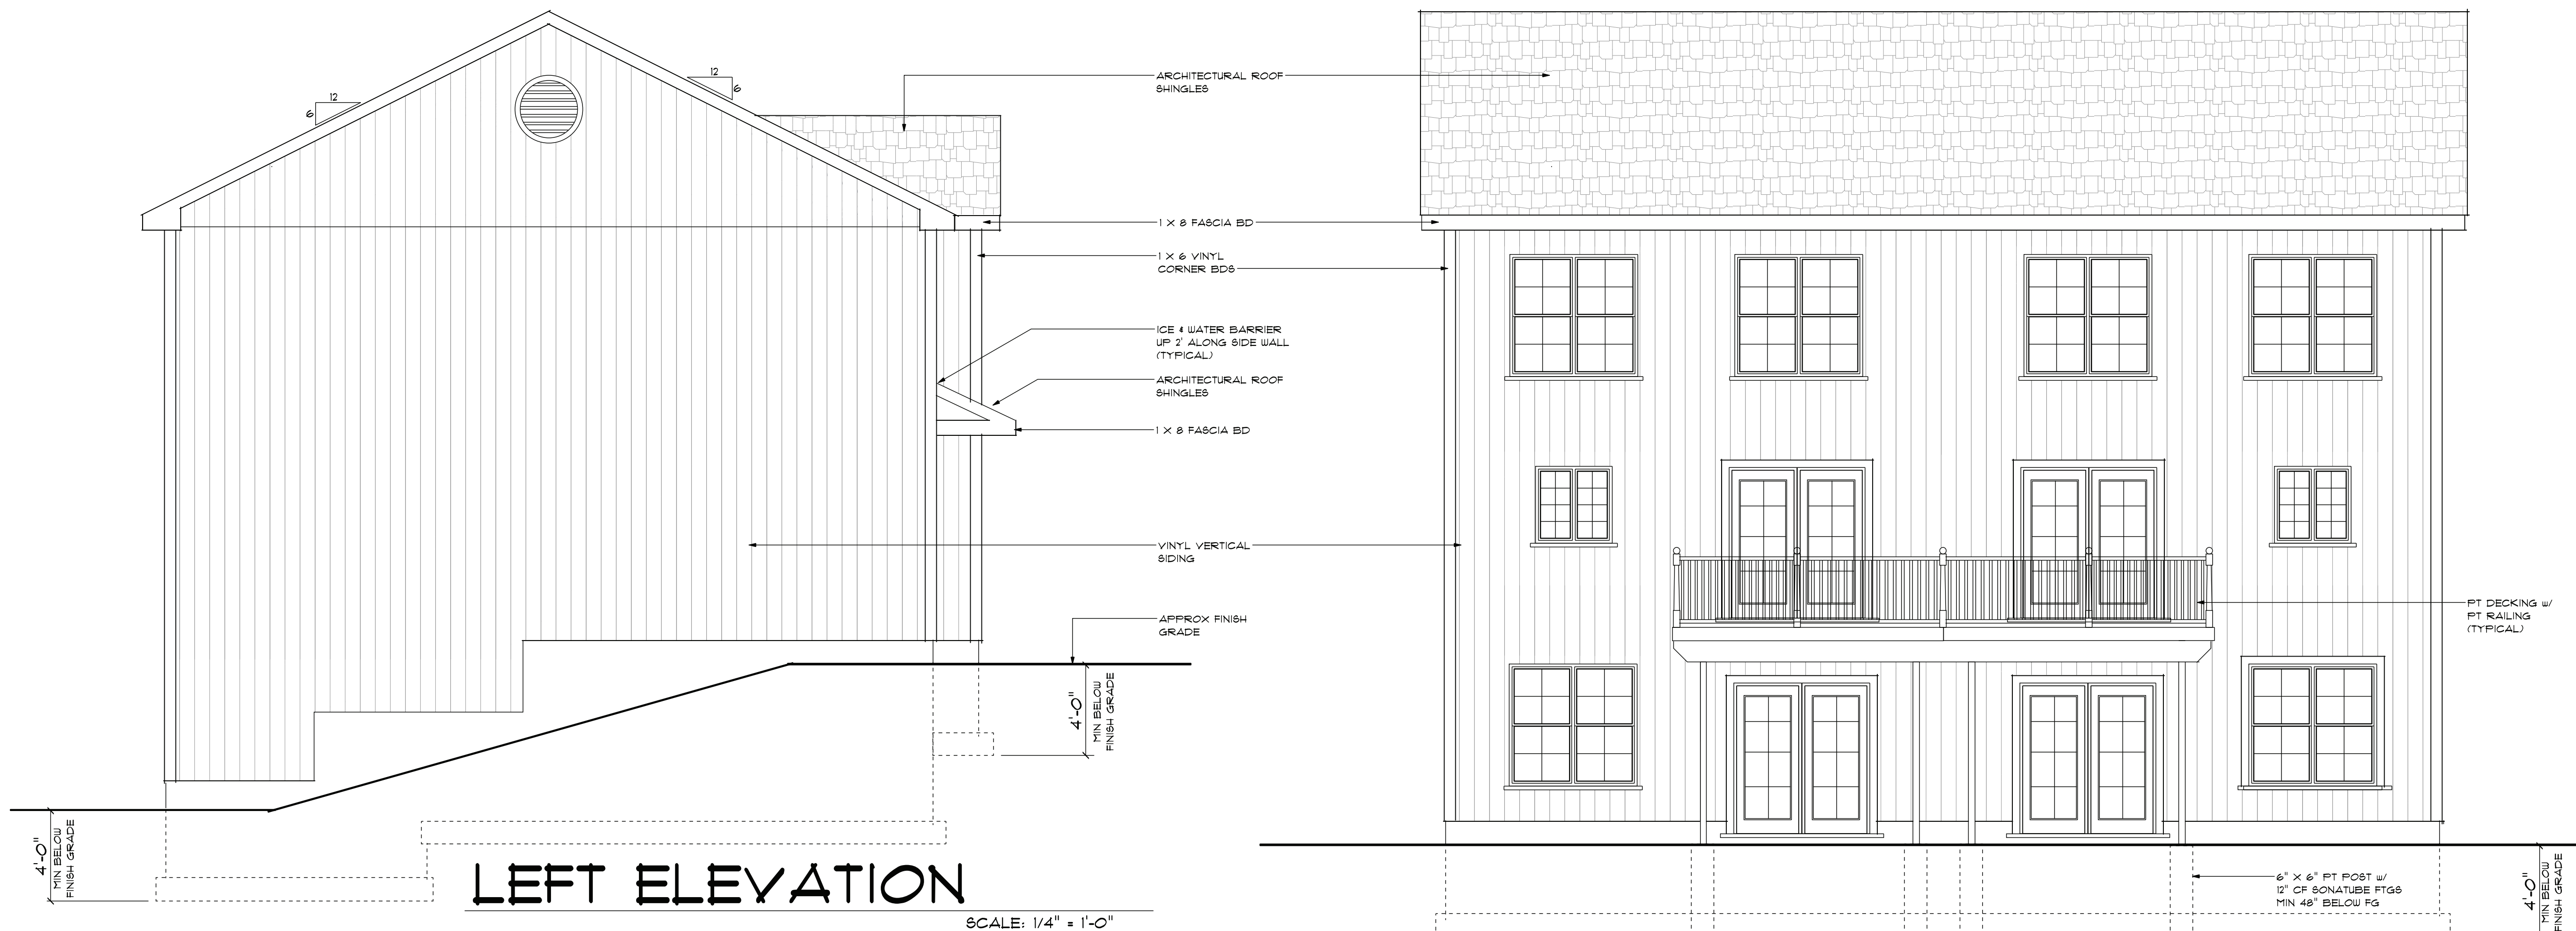 12
6
12
6
ARCHITECTURAL ROOF
SHINGLES
1 X 8 FASCIA BD
1 X 6 VINYL
CORNER BDS
ICE & WATER BARRIER
UP 2' ALONG SIDE WALL
(TYPICAL)
ARCHITECTURAL ROOF
SHINGLES
1 X 8 FASCIA BD
VINYL VERTICAL
SIDING
APPROX FINISH
GRADE
PT DECKING w/
PT RAILING
(TYPICAL)
4'-0"
MIN BELOW
FINISH GRADE
4'-0"
MIN BELOW
FINISH GRADE
6" X 6" PT POST w/
12" CF SONATUBE FTGS
MIN 48" BELOW FG
4'-0"
MIN BELOW
FINISH GRADE
LEFT ELEVATION
SCALE: 1/4" = 1'-0"